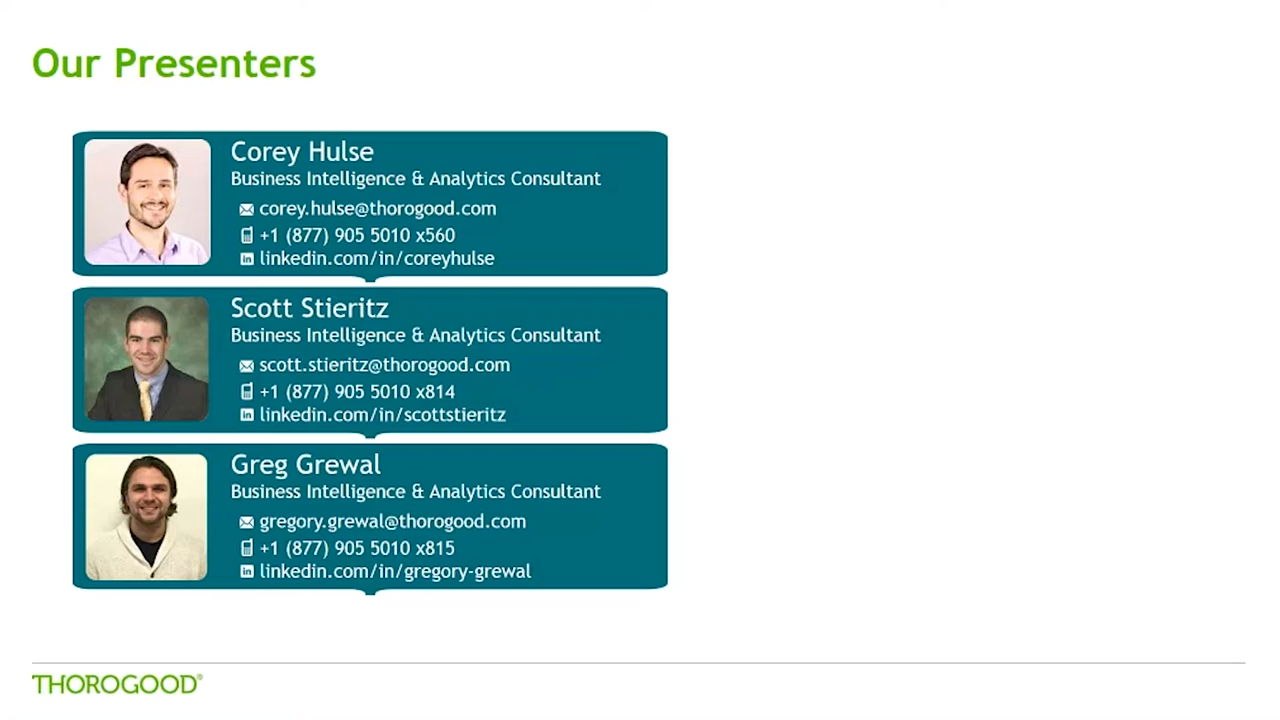 Our Presenters
Corey Hulse
Business Intelligence & Analytics Consultant
corey.hulse@thorogood.com
+1 (877) 905 5010 x560
linkedin.com/in/coreyhulse
Scott Stieritz
Business Intelligence & Analytics Consultant
scott.stieritz@thorogood.com
+1 (877) 905 5010 x814
linkedin.com/in/scottstieritz
Greg Grewal
Business Intelligence & Analytics Consultant
gregory.grewal@thorogood.com
+1 (877) 905 5010 x815
linkedin.com/in/gregory-grewal
THOROGOOD®